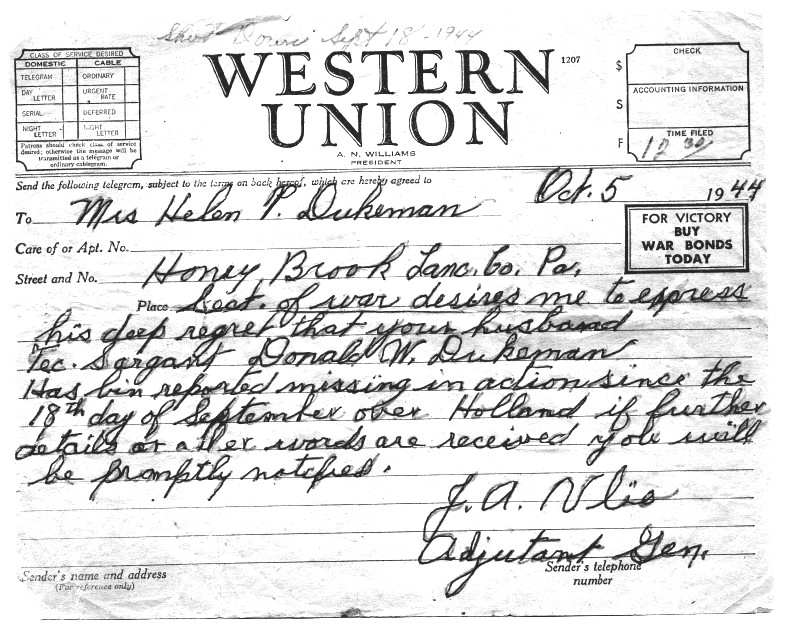 Shot Down Sept 18 - 1944
CLASS OF SERVICE DESIRED
DOMESTIC CABLE
TELEGRAM ORDINARY
DAY LETTER URGENT RATE
SERIAL DEFERRED
NIGHT LETTER NIGHT LETTER
Patrons should check class of service
desired; otherwise the message will be
transmitted as a telegram or
ordinary cablegram.
WESTERN
UNION
1207
A. N. WILLIAMS
PRESIDENT
$ CHECK
S ACCOUNTING INFORMATION
F TIME FILED
12 30
Send the following telegram, subject to the terms on back hereof, which are hereby agreed to
Oct. 5 1944
To Mrs Helen P. Dukeman
FOR VICTORY
BUY
WAR BONDS
TODAY
Care of or Apt. No.
Street and No. Honey Brook Lanc. Co. Pa.
Place Sect. of war desires me to express
his deep regret that your husband
Tec. Sargant Donald W. Dukeman
Has bin reported missing in action since the
18th day of September over Holland if further
details or other words are received you will
be promptly notifed.
J. A. Ulio
Adjutant Gen.
Sender's name and address
(For reference only)
Sender's telephone
number